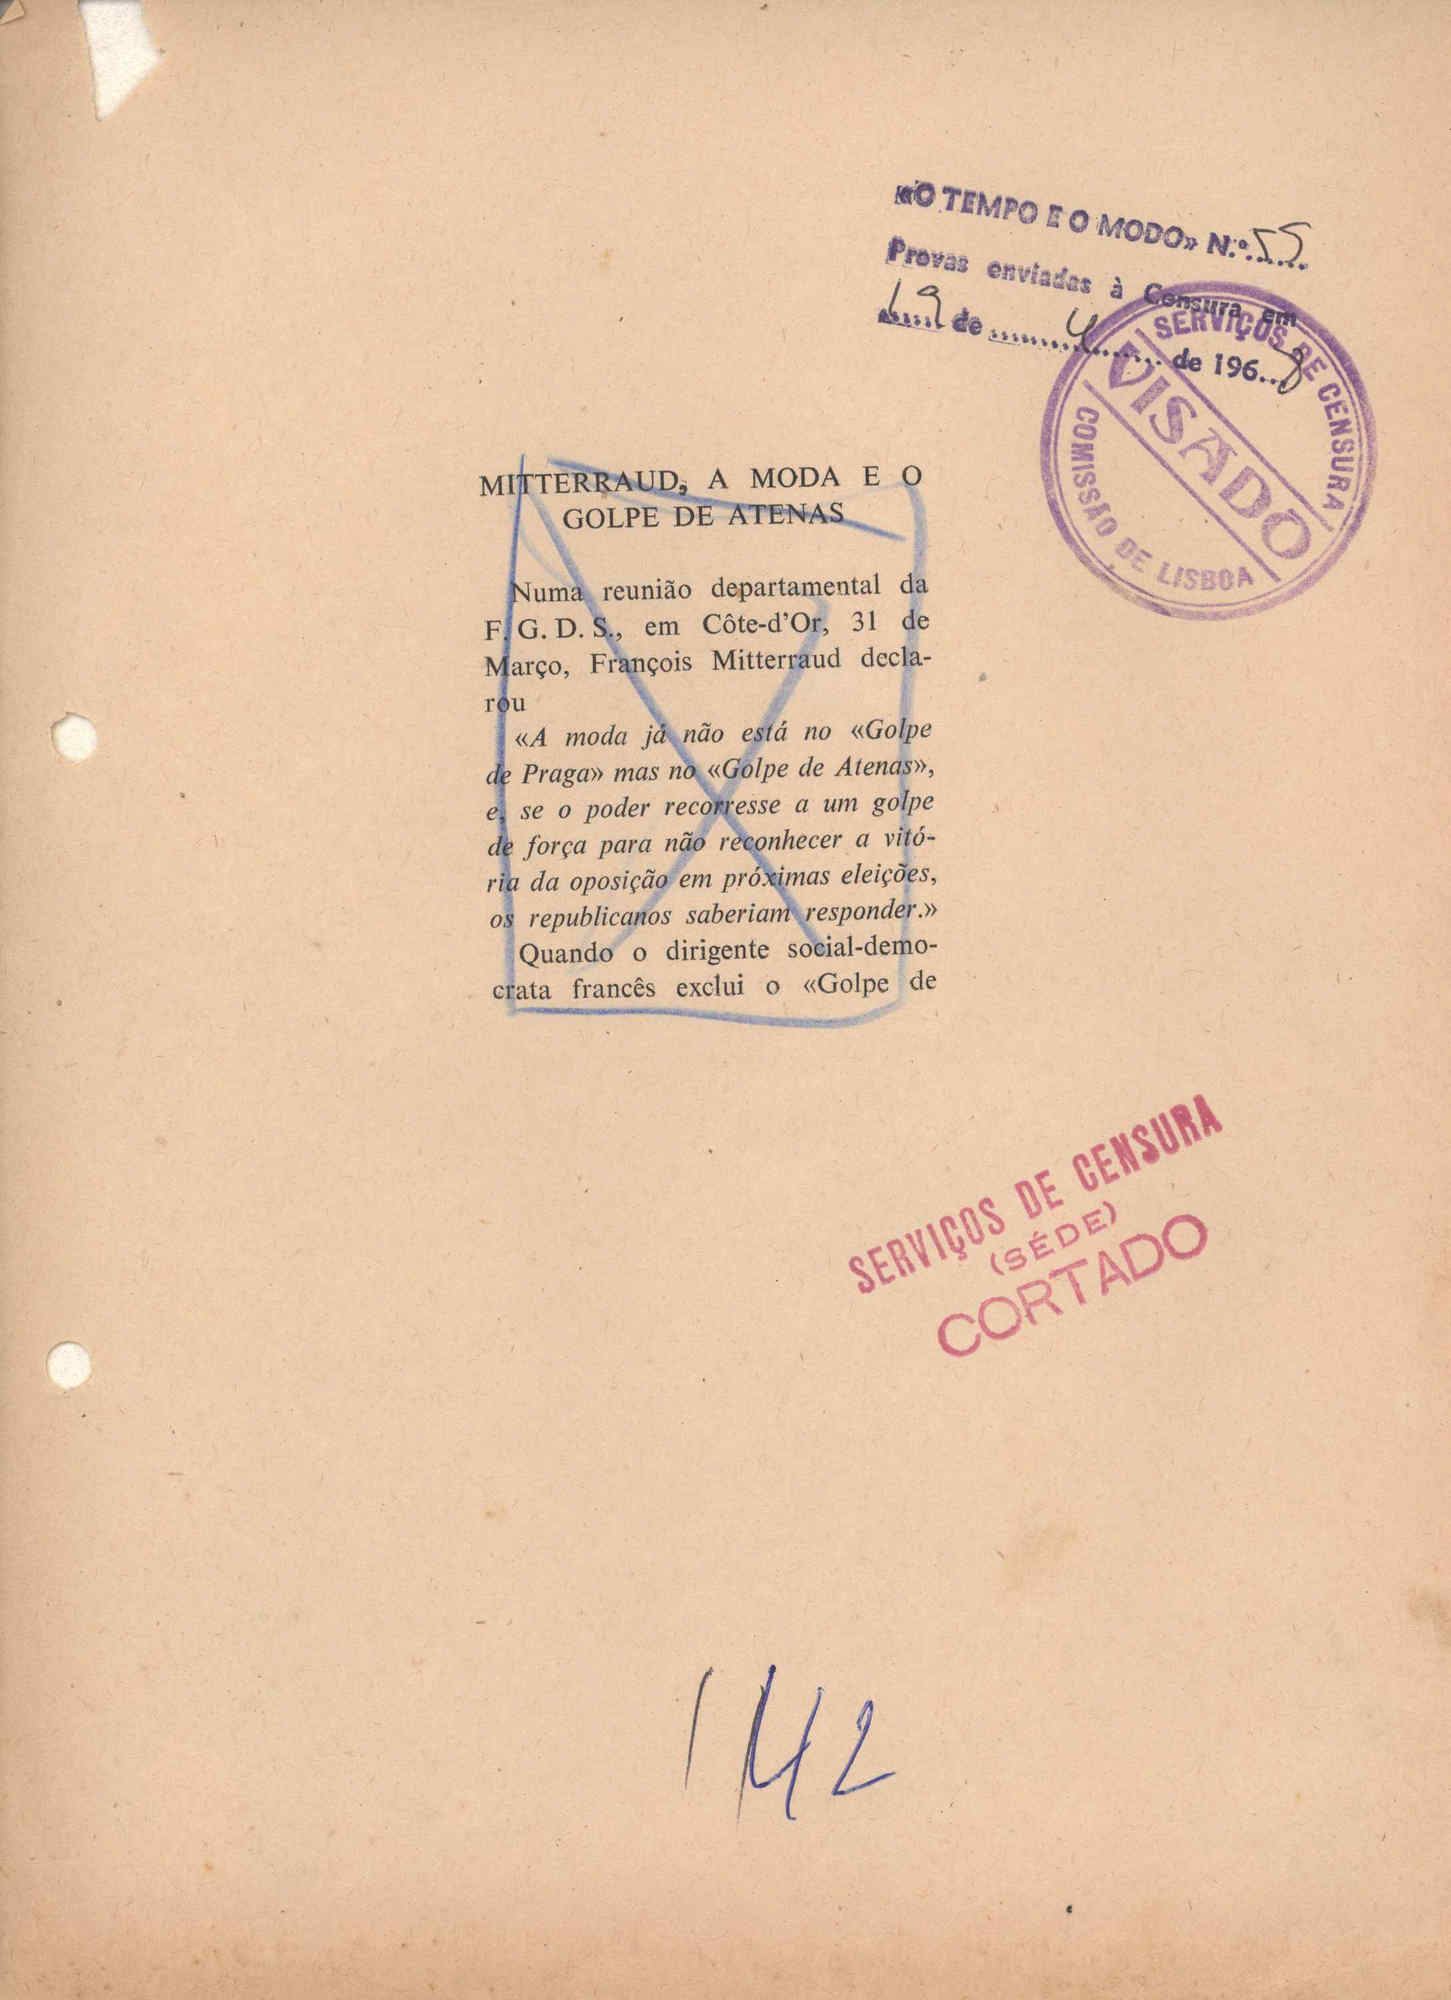 «O TEMPO E O MODO» N.º 55
Provas enviadas à Censura em
19 de 4 de 1968
SERVIÇOS DE CENSURA
VISADO
COMISSÃO DE LISBOA
MITTERRAUD, A MODA E O
GOLPE DE ATENAS
Numa reunião departamental da
F. G. D. S., em Côte-d'Or, 31 de
Março, François Mitterraud decla-
rou
«A moda já não está no «Golpe
de Praga» mas no «Golpe de Atenas»,
e, se o poder recorresse a um golpe
de força para não reconhecer a vitó-
ria da oposição em próximas eleições,
os republicanos saberiam responder.»
Quando o dirigente social-demo-
crata francês exclui o «Golpe de
SERVIÇOS DE CENSURA
(SÉDE)
CORTADO
142